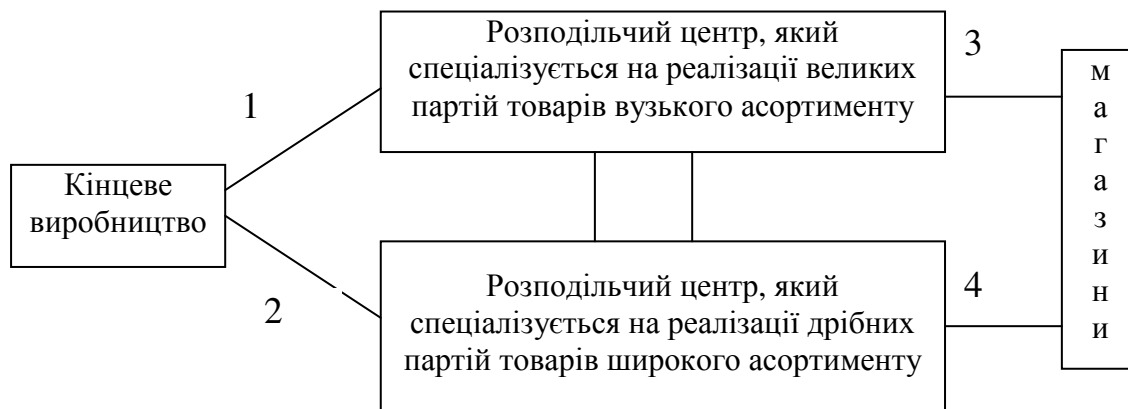 Розподільчий центр, який
спеціалізується на реалізації великих
партій товарів вузького асортименту
3
1
Кінцеве
виробництво
2
Розподільчий центр, який
спеціалізується на реалізації дрібних
партій товарів широкого асортименту
4
м
а
г
а
з
и
н
и